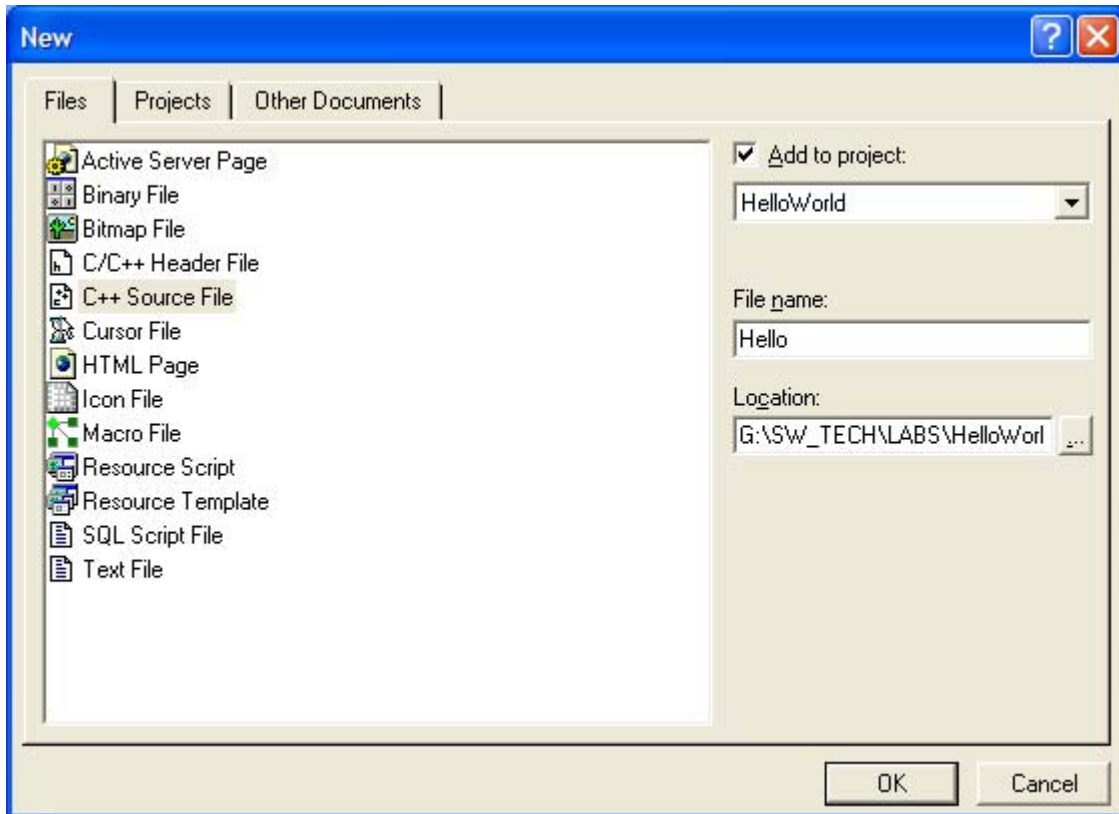 New
Files
Projects
Other Documents
Active Server Page
Binary File
Bitmap File
C/C++ Header File
C++ Source File
Cursor File
HTML Page
Icon File
Macro File
Resource Script
Resource Template
SQL Script File
Text File
Add to project:
HelloWorld
File name:
Hello
Location:
G:\SW_TECH\LABS\HelloWorl
...
OK
Cancel